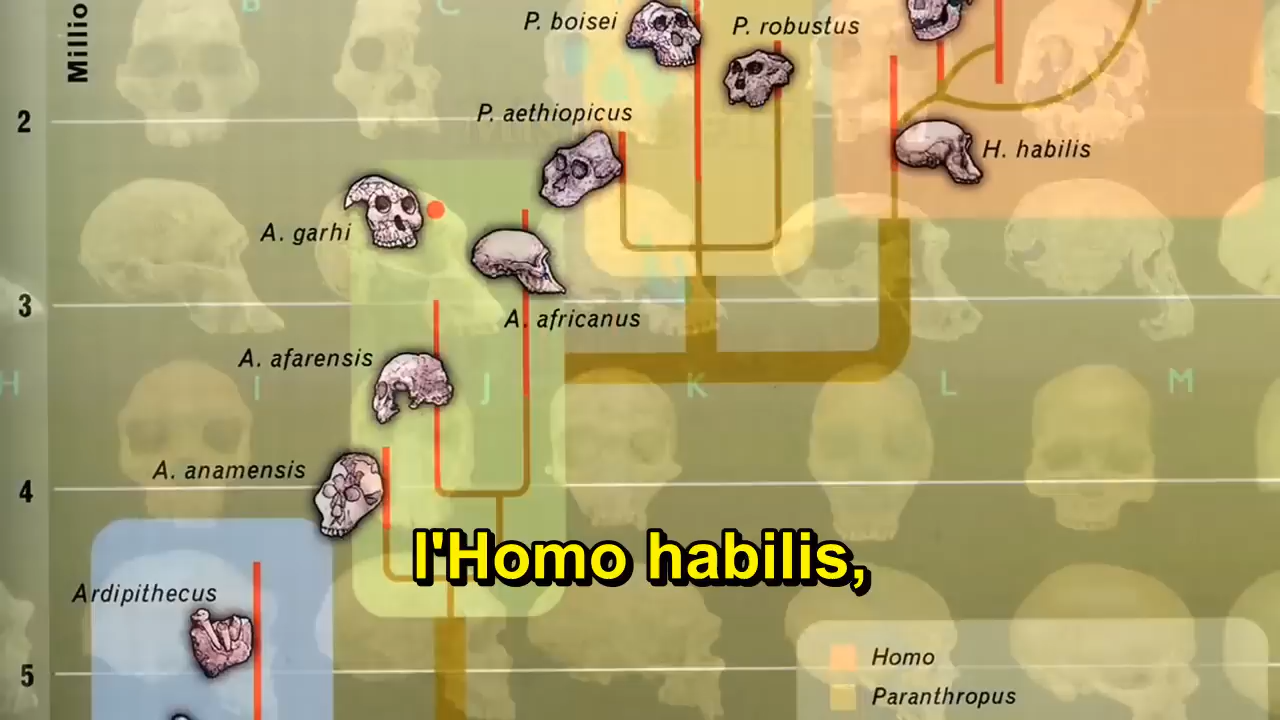 Millio
B
C
F
P. boisei
P. robustus
2
P. aethiopicus
H. habilis
A. garhi
3
A. africanus
A. afarensis
H
I
J
K
L
M
A. anamensis
4
l'Homo habilis,
Ardipithecus
5
Homo
Paranthropus